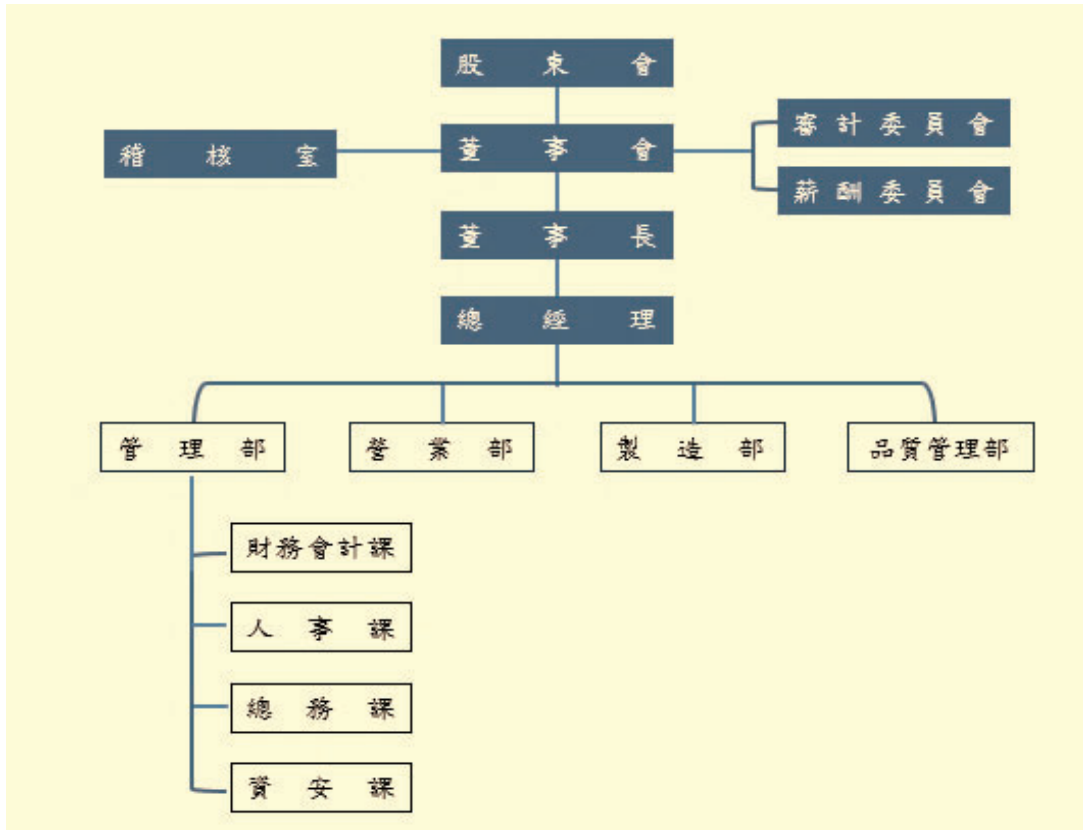 股東會
審計委員會
稽核室
董事會
薪酬委員會
董事長
總經理
管理部
營業部
製造部
品質管理部
財務會計課
人事課
總務課
資安課